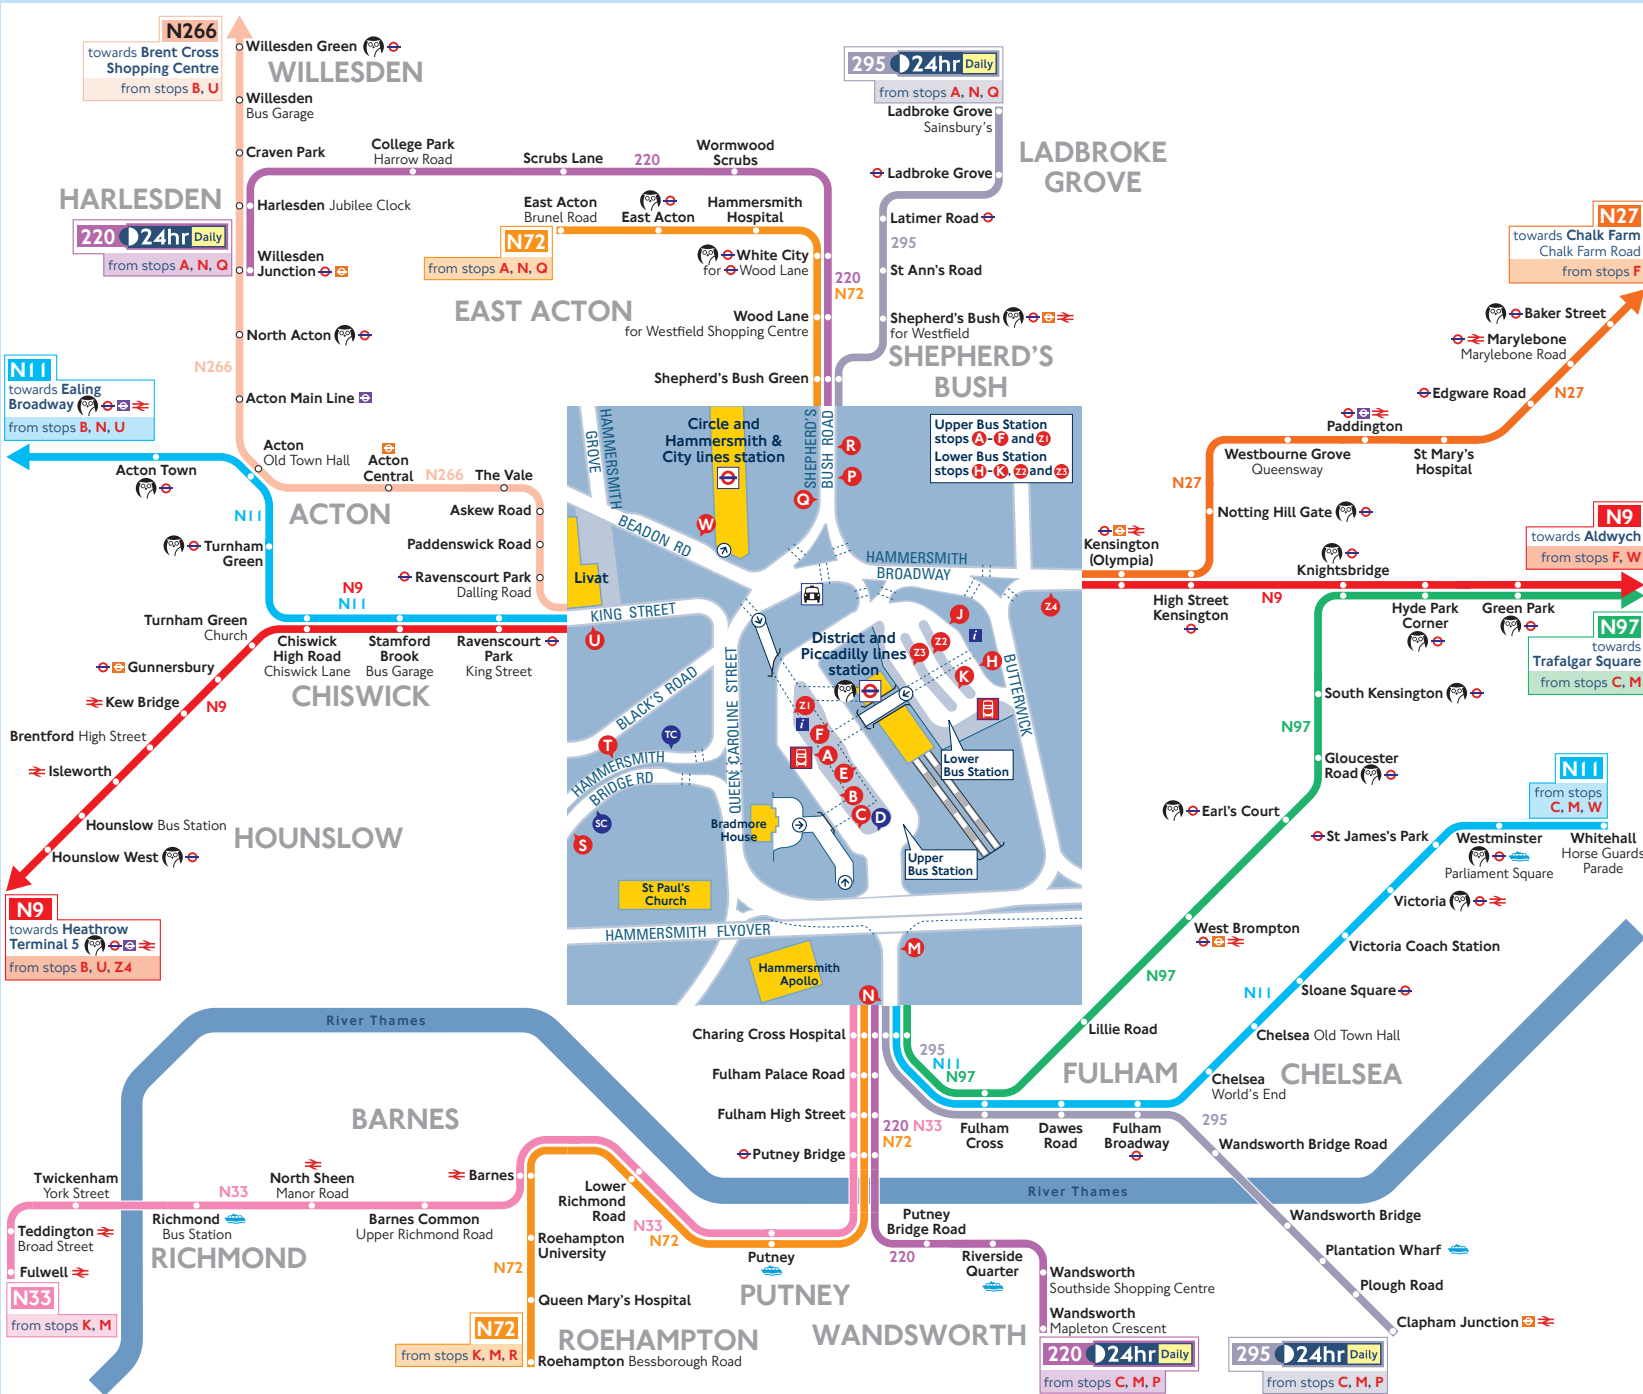 N266
towards Brent Cross
Shopping Centre
from stops B, U
Willesden Green
WILLESDEN
Willesden
Bus Garage
Craven Park
HARLESDEN
Harlesden Jubilee Clock
220 24hr Daily
from stops A, N, Q
Willesden
Junction
North Acton
N266
Acton Main Line
College Park
Harrow Road
Scrubs Lane
220
Wormwood
Scrubs
East Acton
Brunel Road
East Acton
Hammersmith
Hospital
N72
from stops A, N, Q
EAST ACTON
White City
for Wood Lane
220
N72
Wood Lane
for Westfield Shopping Centre
Shepherd's Bush Green
295 24hr Daily
from stops A, N, Q
Ladbroke Grove
Sainsbury's
LADBROKE
GROVE
Ladbroke Grove
Latimer Road
295
St Ann's Road
Shepherd's Bush
for Westfield
SHEPHERD'S
BUSH
N27
towards Chalk Farm
Chalk Farm Road
from stops F
Baker Street
Marylebone
Marylebone Road
Edgware Road
N27
Paddington
Westbourne Grove
Queensway
St Mary's
Hospital
N27
Notting Hill Gate
Kensington
(Olympia)
High Street
Kensington
N9
Knightsbridge
Hyde Park
Corner
Green Park
N9
towards Aldwych
from stops F, W
N97
towards
Trafalgar Square
from stops C, M
N11
towards Ealing
Broadway
from stops B, N, U
Acton Town
Acton
Old Town Hall
Acton
Central
N266
The Vale
ACTON
Askew Road
Paddenswick Road
Ravenscourt Park
Dalling Road
N11
Turnham
Green
N9
N11
Turnham Green
Church
Chiswick
High Road
Chiswick Lane
Stamford
Brook
Bus Garage
Ravenscourt
Park
King Street
CHISWICK
Gunnersbury
Kew Bridge
N9
Brentford High Street
Isleworth
Hounslow Bus Station
HOUNSLOW
Hounslow West
N9
towards Heathrow
Terminal 5
from stops B, U, Z4
HAMMERSMITH
GROVE
Circle and
Hammersmith &
City lines station
SHEPHERD'S
BUSH ROAD
R
P
Q
W
Upper Bus Station
stops A-F and Z1
Lower Bus Station
stops H-K, Z2 and Z3
BEADON RD
HAMMERSMITH
BROADWAY
Livat
KING STREET
U
J
Z4
District and
Piccadilly lines
station
i
Z2
Z3
H
K
BUTTERWICK
QUEEN CAROLINE STREET
BLACK'S ROAD
Z1
i
F
A
E
B
C
D
T
TC
HAMMERSMITH
BRIDGE RD
SC
S
Lower
Bus Station
Bradmore
House
Upper
Bus Station
St Paul's
Church
HAMMERSMITH FLYOVER
M
Hammersmith
Apollo
N
South Kensington
N97
Gloucester
Road
Earl's Court
N11
from stops
C, M, W
St James's Park
Westminster
Parliament Square
Whitehall
Horse Guards
Parade
Victoria
West Brompton
Victoria Coach Station
N97
N11
Sloane Square
Lillie Road
Chelsea Old Town Hall
FULHAM
CHELSEA
Chelsea
World's End
River Thames
Charing Cross Hospital
Fulham Palace Road
Fulham High Street
Putney Bridge
295
N11
N97
220 N33
N72
Fulham
Cross
Dawes
Road
Fulham
Broadway
295
Wandsworth Bridge Road
River Thames
Wandsworth Bridge
Plantation Wharf
Plough Road
Clapham Junction
295 24hr Daily
from stops C, M, P
BARNES
Twickenham
York Street
N33
North Sheen
Manor Road
Barnes
Teddington
Broad Street
Fulwell
Richmond
Bus Station
RICHMOND
Barnes Common
Upper Richmond Road
N33
from stops K, M
Lower
Richmond
Road
N33
N72
Roehampton
University
N72
Queen Mary's Hospital
N72
from stops K, M, R
ROEHAMPTON
Roehampton Bessborough Road
Putney
PUTNEY
Putney
Bridge Road
220
Riverside
Quarter
Wandsworth
Southside Shopping Centre
Wandsworth
Mapleton Crescent
WANDSWORTH
220 24hr Daily
from stops C, M, P